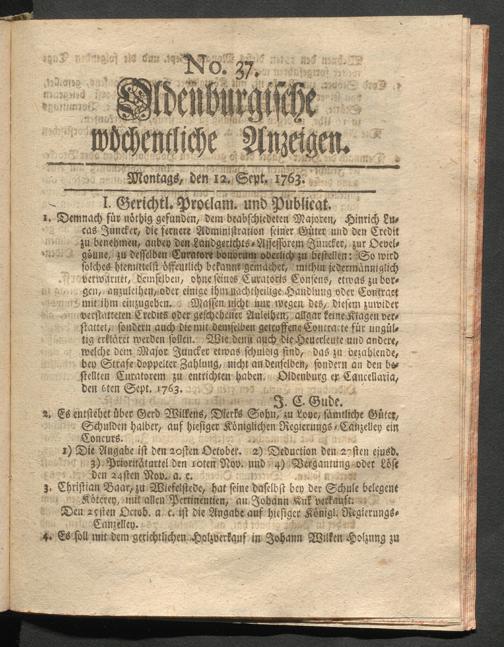 No. 37.
Oldenburgische
wöchentliche Anzeigen.
Montags, den 12. Sept. 1763.
I. Gerichtl. Proclam. und Publicat.
1. Demnach für nöthig gefunden, dem beabschiedeten Majoren, Hinrich Lu-
cas Juncker, die fernere Administration seiner Güter und den Credit
zu benehmen, anbey den Landgerichts-Assessorem Juncker, zur Oevel-
gönne, zu desselben Curatore bonorum oderlich zu bestellen: So wird
solches hiemittelst öffentlich bekannt gemachet, mithin jedermänniglich
verwarnet, demselben, ohne seines Curatoris Consens, etwas zu bor-
gen, anzuleihen, oder einige ihm nachtheilige Handlung oder Contract
mit ihm einzugehen. Massen nicht nur wegen des, diesem zuwider
verstatteten Credits oder geschehener Anleihen, allgar keine Klagen ver-
stattet, sondern auch die mit demselben getroffene Contracte für ungül-
tig erkläret werden sollen. Wie denn auch die Heuerleute und andere,
welche dem Major Juncker etwas schuldig sind, das zu bezahlende,
bey Strafe doppelter Zahlung, nicht an denselben, sondern an den be-
stellten Curatorem zu entrichten haben. Oldenburg ex Cancellaria,
den 6ten Sept. 1763.
J. C. Gude.
2. Es entstehet über Gerd Wilkens, Dlerks Sohn, zu Loye, sämtliche Güter,
Schulden halber, auf hiesiger Königlichen Regierungs-Canzelley ein
Concurs.
1) Die Angabe ist den 20sten October. 2) Deduction den 27sten ejusd.
3) Prioritäturtel den 10ten Nov. und 4) Vergantung oder Löse
den 24sten Nov. a. c.
3. Christian Baar, zu Wiefelstede, hat seine daselbst bey der Schule belegene
Köterey, mit allen Pertinentien, an Johann Kuk verkauft.
Den 25sten Octob. a. c. ist die Angabe auf hiesiger Königl. Regierungs-
Canzelley.
4. Es soll mit dem gerichtlichen Holzverkauf in Johann Wilken Holzung zu